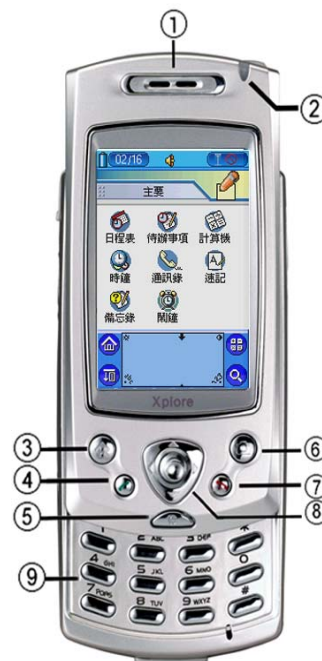 ①
②
02/16
主要
日程表 待辦事項 計算機
時鐘 通訊錄 速記
備忘錄 鬧鐘
Xplore
③
④
⑤
⑥
⑦
⑧
⑨
2 ABC 3 DEF *
4 GHI 5 JKL 6 MNO 0
7 PQRS 8 TUV 9 WXYZ #